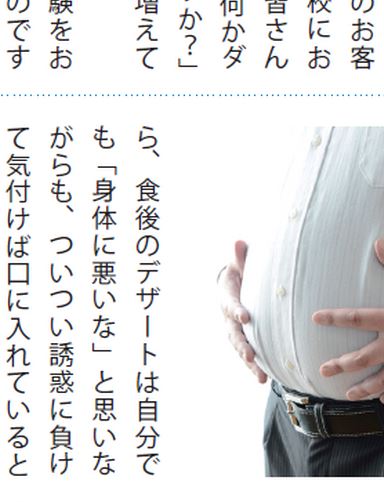 のお客
校にお
皆さん
何かダ
か？」
増えて
験をお
のです
ら、食後のデザートは自分で
も「身体に悪いな」と思いな
がらも、ついつい誘惑に負け
て気付けば口に入れていると